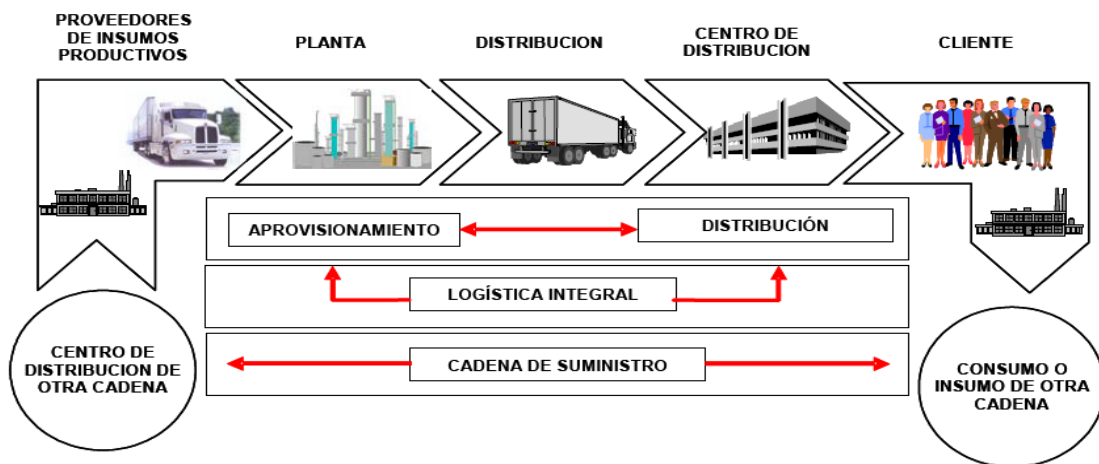 PROVEEDORES
DE INSUMOS
PRODUCTIVOS
PLANTA
DISTRIBUCION
CENTRO DE
DISTRIBUCION
CLIENTE
APROVISIONAMIENTO
DISTRIBUCIÓN
LOGÍSTICA INTEGRAL
CADENA DE SUMINISTRO
CENTRO DE
DISTRIBUCION DE
OTRA CADENA
CONSUMO O
INSUMO DE OTRA
CADENA